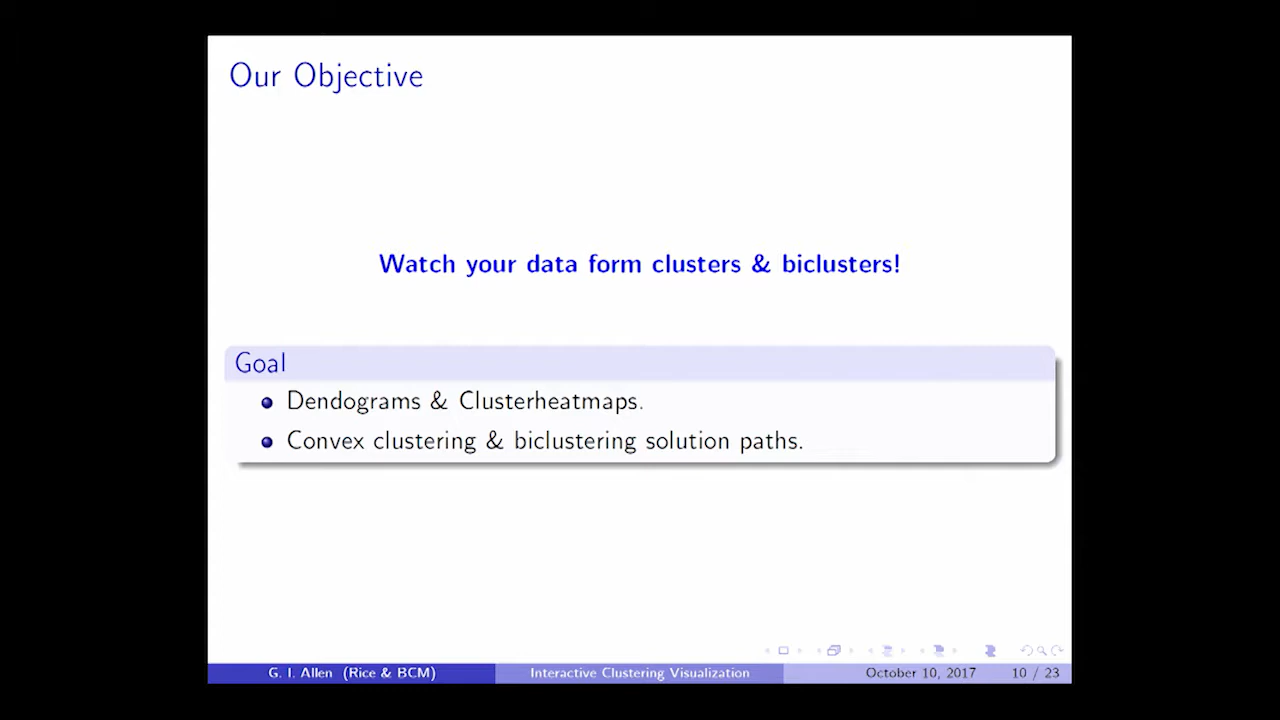 Our Objective
Watch your data form clusters & biclusters!
Goal
Dendograms & Clusterheatmaps.
Convex clustering & biclustering solution paths.
G. I. Allen (Rice & BCM) Interactive Clustering Visualization October 10, 2017 10 / 23